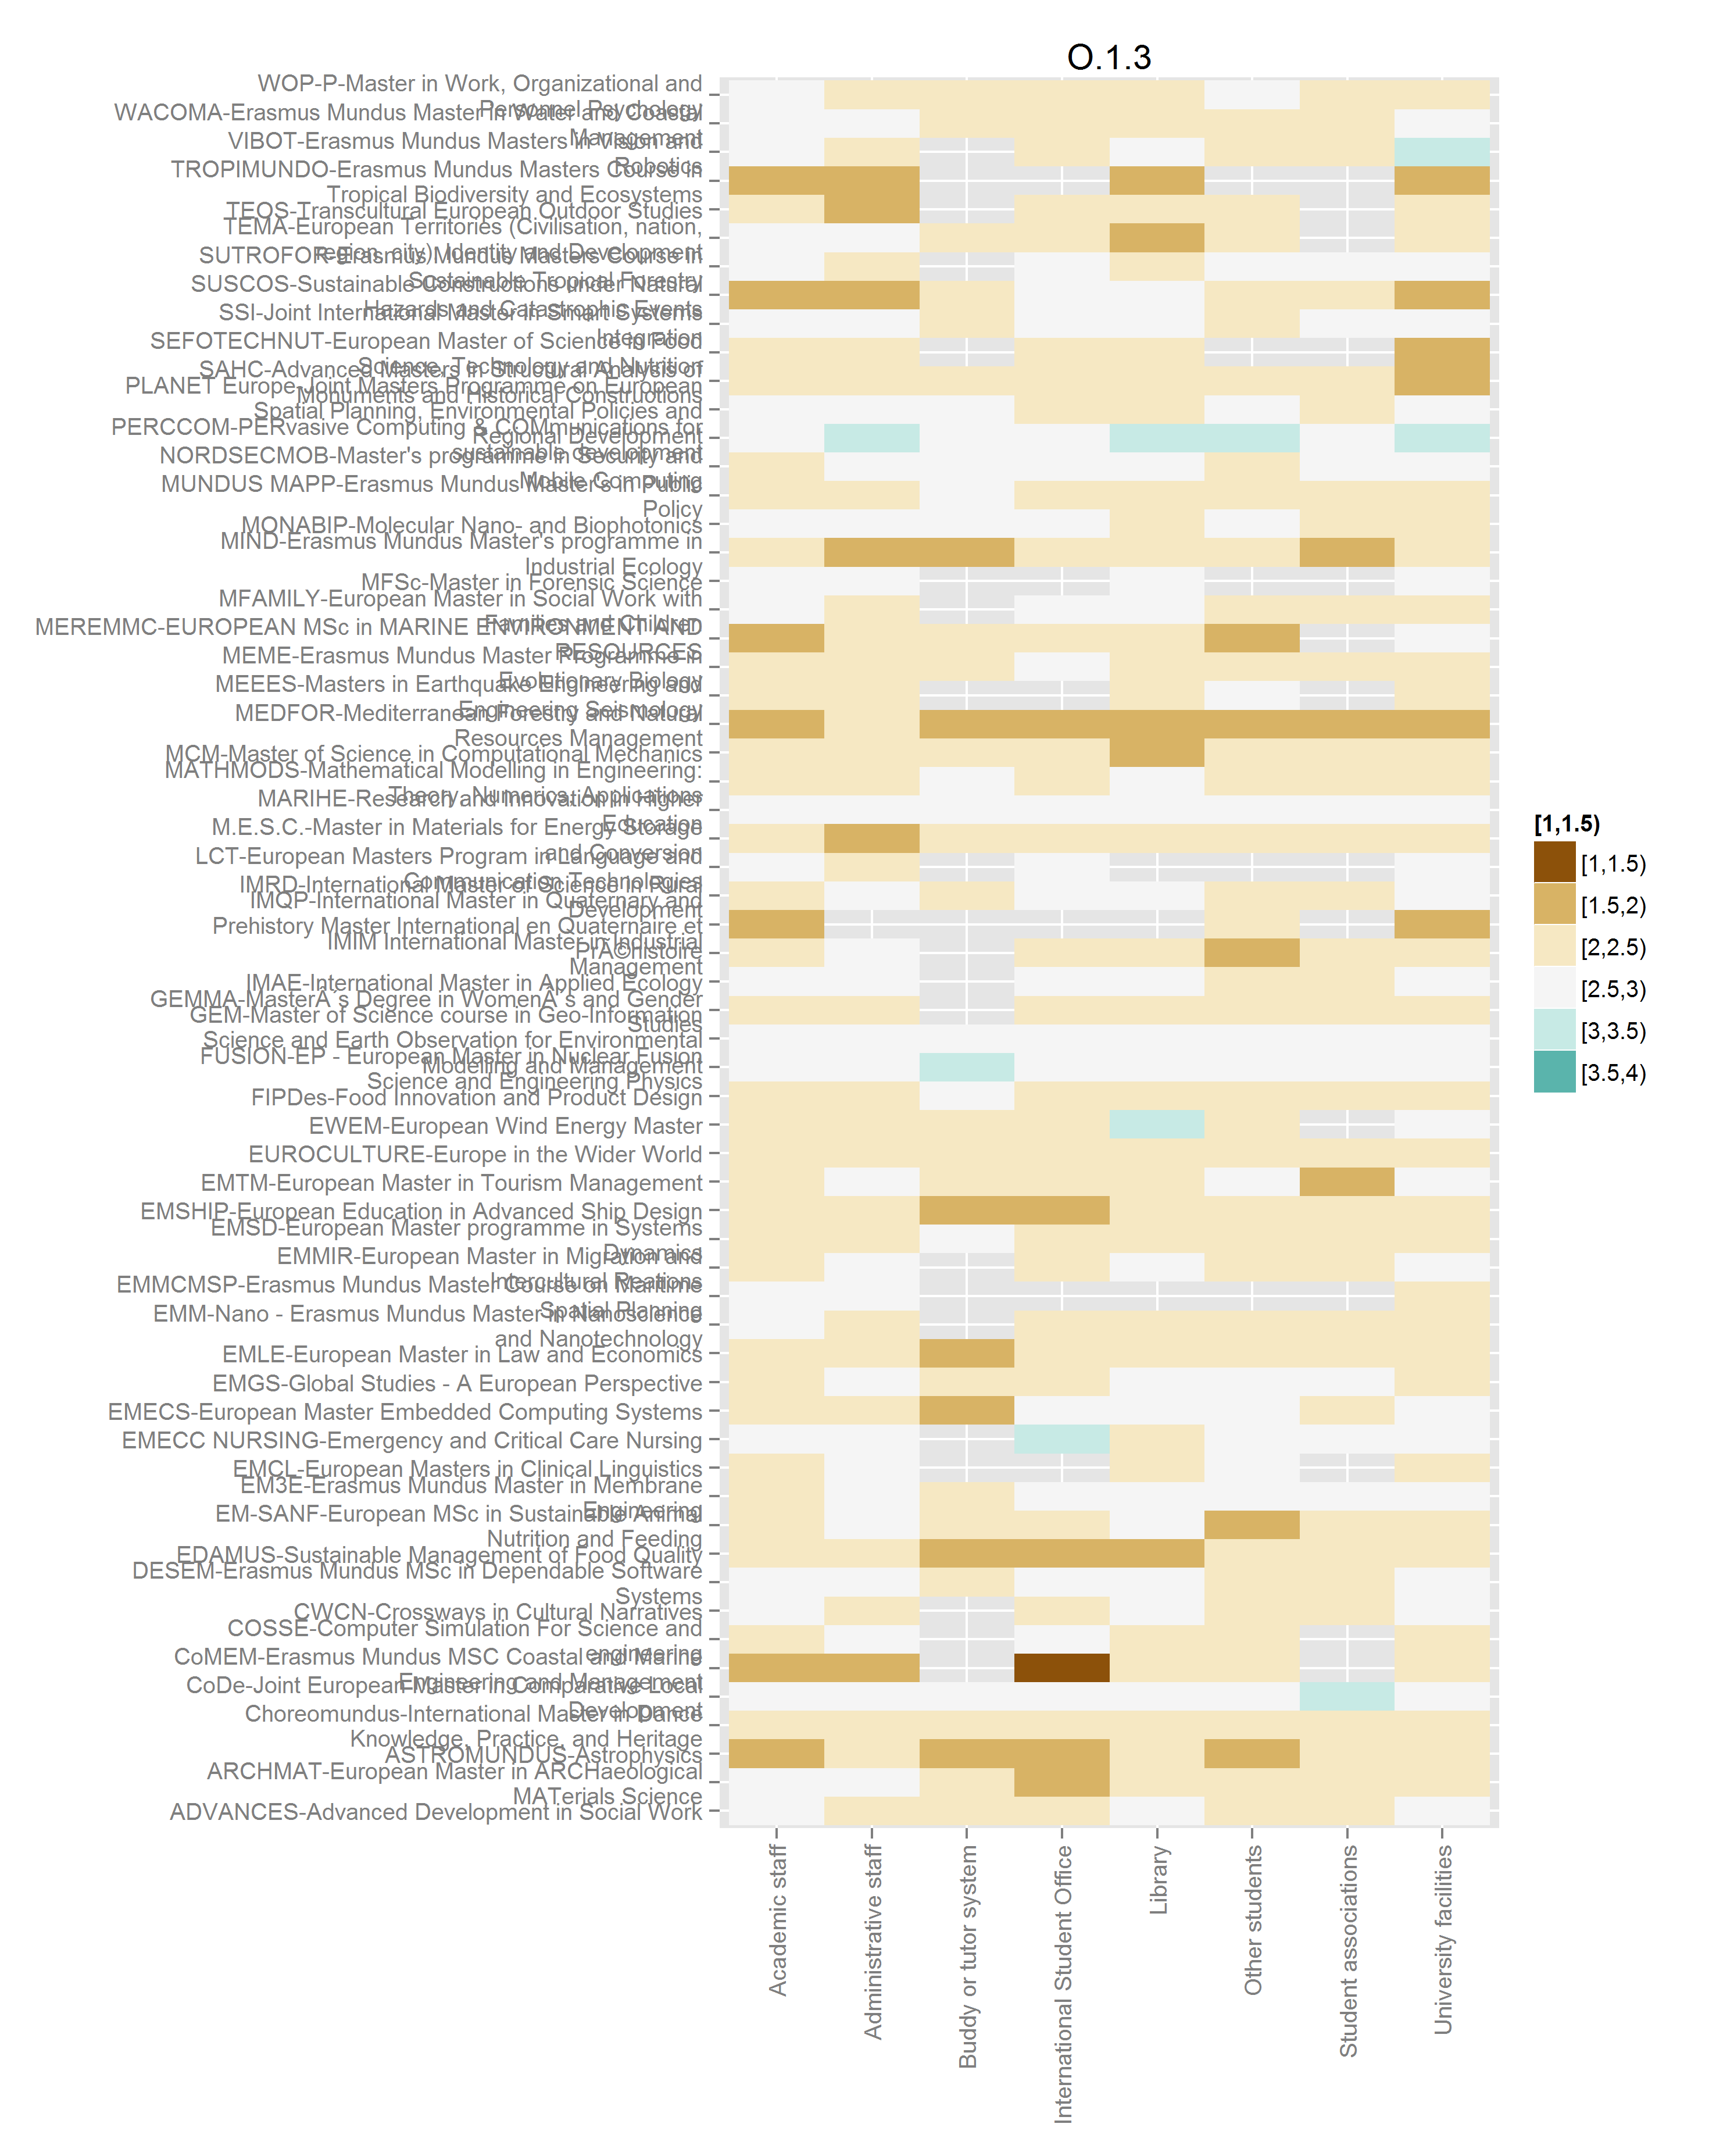 O.1.3
WOP-P-Master in Work, Organizational and
Personnel Psychology
WACOMA-Erasmus Mundus Master in Water and Coastal
Management
VIBOT-Erasmus Mundus Masters in Vision and
Robotics
TROPIMUNDO-Erasmus Mundus Masters Course in
Tropical Biodiversity and Ecosystems
TEOS-Transcultural European Outdoor Studies
TEMA-European Territories (Civilisation, nation,
region, city), Identity and Development
SUTROFOR-Erasmus Mundus Masters Course in
Sustainable Tropical Forestry
SUSCOS-Sustainable Constructions under Natural
Hazards and Catastrophic Events
SSI-Joint International Master in Smart Systems
Integration
SEFOTECHNUT-European Master of Science in Food
Science, Technology and Nutrition
SAHC-Advanced Masters in Structural Analysis of
Monuments and Historical Constructions
PLANET Europe-Joint Masters Programme on European
Spatial Planning, Environmental Policies and
Regional Development
PERCCOM-PERvasive Computing & COMmunications for
sustainable development
NORDSECMOB-Master's programme in Security and
Mobile Computing
MUNDUS MAPP-Erasmus Mundus Master's in Public
Policy
MONABIP-Molecular Nano- and Biophotonics
MIND-Erasmus Mundus Master's programme in
Industrial Ecology
MFSc-Master in Forensic Science
MFAMILY-European Master in Social Work with
Families and Children
MEREMMC-EUROPEAN MSc in MARINE ENVIRONMENT AND
RESOURCES
MEME-Erasmus Mundus Master Programme in
Evolutionary Biology
MEEES-Masters in Earthquake Engineering and
Engineering Seismology
MEDFOR-Mediterranean Forestry and Natural
Resources Management
MCM-Master of Science in Computational Mechanics
MATHMODS-Mathematical Modelling in Engineering:
Theory, Numerics, Applications
MARIHE-Research and Innovation in Higher
Education
M.E.S.C.-Master in Materials for Energy Storage
and Conversion
LCT-European Masters Program in Language and
Communication Technologies
IMRD-International Master of Science in Rural
Development
IMQP-International Master in Quaternary and
Prehistory Master International en Quaternaire et
PrÃ©histoire
IMIM International Master in Industrial
Management
IMAE-International Master in Applied Ecology
GEMMA-MasterÂ´s Degree in WomenÂ´s and Gender
Studies
GEM-Master of Science course in Geo-Information
Science and Earth Observation for Environmental
Modelling and Management
FUSION-EP - European Master in Nuclear Fusion
Science and Engineering Physics
FIPDes-Food Innovation and Product Design
EWEM-European Wind Energy Master
EUROCULTURE-Europe in the Wider World
EMTM-European Master in Tourism Management
EMSHIP-European Education in Advanced Ship Design
EMSD-European Master programme in Systems
Dynamics
EMMIR-European Master in Migration and
Intercultural Reations
EMMCMSP-Erasmus Mundus Master Course on Maritime
Spatial Planning
EMM-Nano - Erasmus Mundus Master in Nanoscience
and Nanotechnology
EMLE-European Master in Law and Economics
EMGS-Global Studies - A European Perspective
EMECS-European Master Embedded Computing Systems
EMECC NURSING-Emergency and Critical Care Nursing
EMCL-European Masters in Clinical Linguistics
EM3E-Erasmus Mundus Master in Membrane
Engineering
EM-SANF-European MSc in Sustainable Animal
Nutrition and Feeding
EDAMUS-Sustainable Management of Food Quality
DESEM-Erasmus Mundus MSc in Dependable Software
Systems
CWCN-Crossways in Cultural Narratives
COSSE-Computer Simulation For Science and
engineering
CoMEM-Erasmus Mundus MSC Coastal and Marine
Engineering and Management
CoDe-Joint European Master in Comparative Local
Development
Choreomundus-International Master in Dance
Knowledge, Practice, and Heritage
ASTROMUNDUS-Astrophysics
ARCHMAT-European Master in ARCHaeological
MATerials Science
ADVANCES-Advanced Development in Social Work
Academic staff
Administrative staff
Buddy or tutor system
International Student Office
Library
Other students
Student associations
University facilities
[1,1.5)
[1,1.5)
[1.5,2)
[2,2.5)
[2.5,3)
[3,3.5)
[3.5,4)